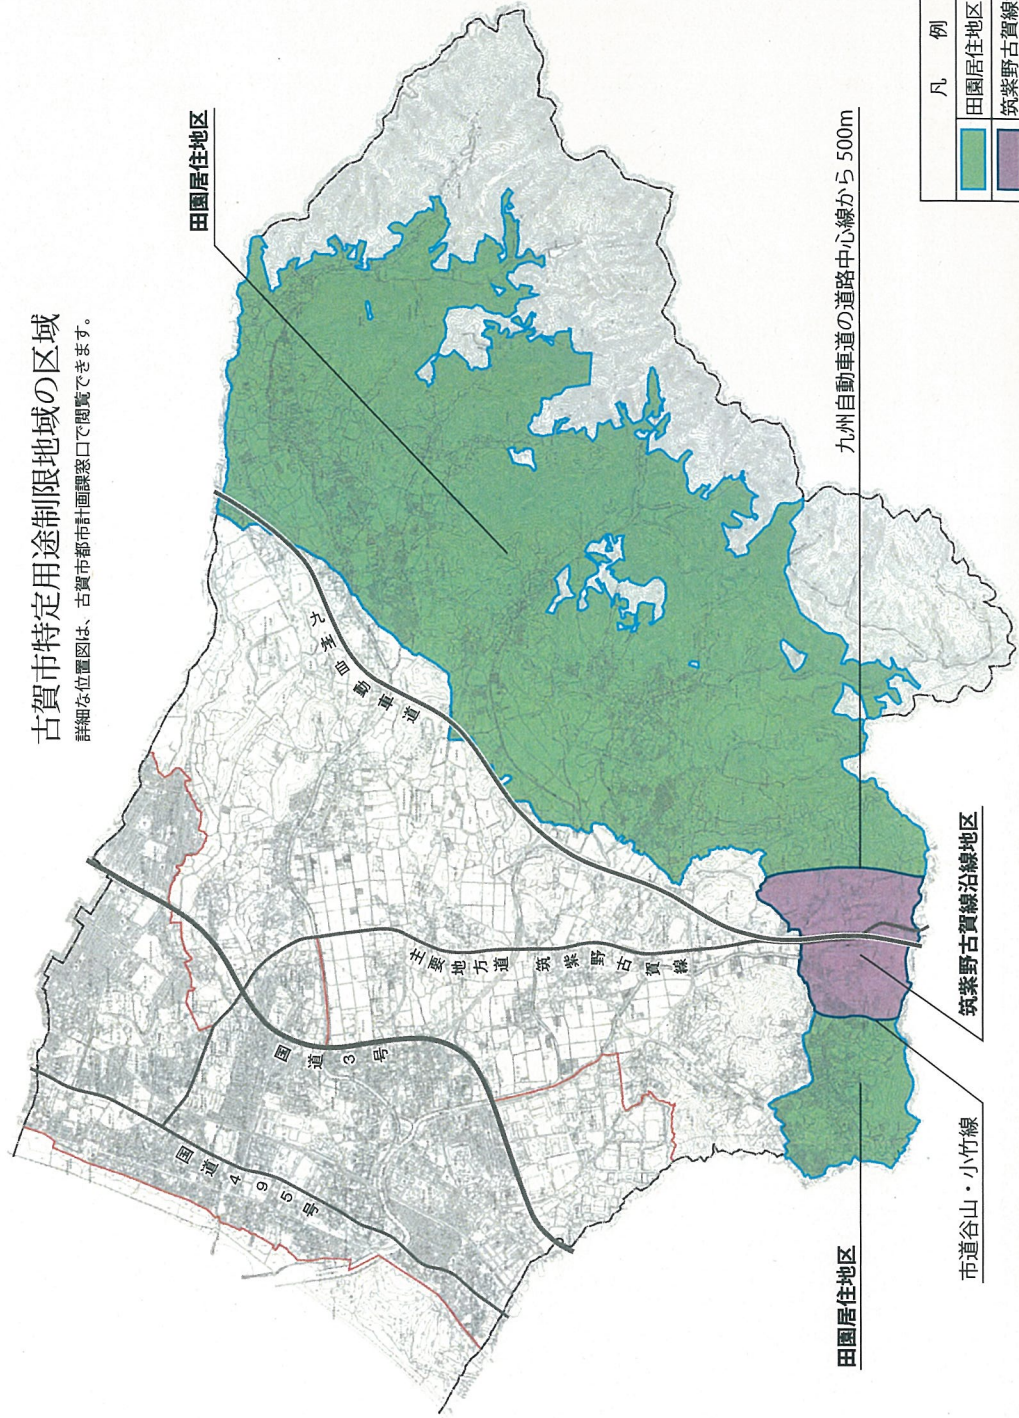 古賀市特定用途制限地域の区域
詳細な位置図は、古賀市都市計画課窓口で閲覧できます。
田園居住地区
九州自動車道
主要地方道 筑紫野古賀線
国道3号
国道495号
九州自動車道の道路中心線から 500m
筑紫野古賀線沿線地区
市道谷山・小竹線
田園居住地区
凡例
田園居住地区
筑紫野古賀線